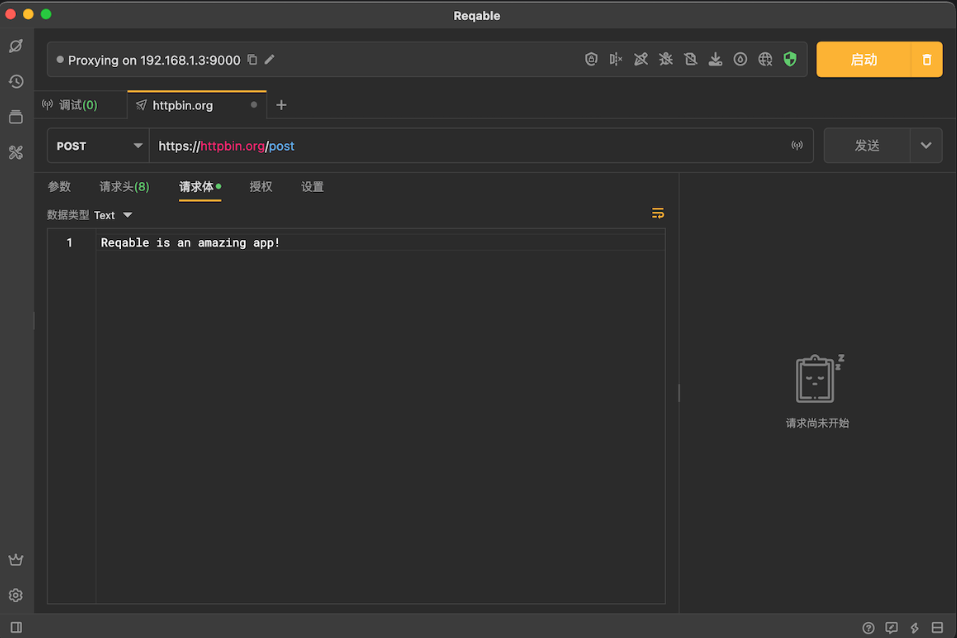 Reqable
Proxying on 192.168.1.3:9000
启动
调试(0)
httpbin.org
POST
https://httpbin.org/post
发送
参数
请求头(8)
请求体
授权
设置
数据类型 Text
1 Reqable is an amazing app!
z
z
请求尚未开始